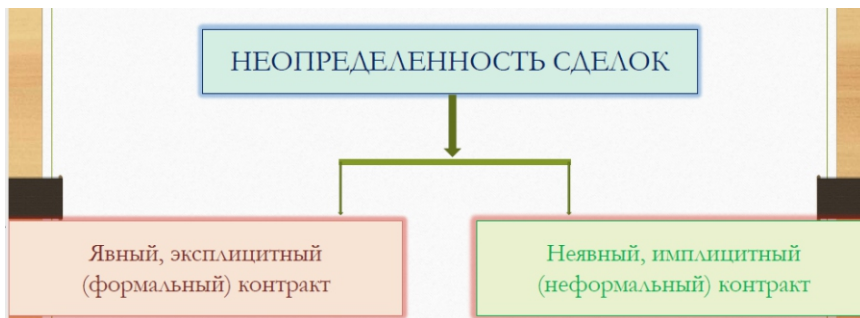 НЕОПРЕДЕЛЕННОСТЬ СДЕЛОК
Явный, эксплицитный
(формальный) контракт
Неявный, имплицитный
(неформальный) контракт